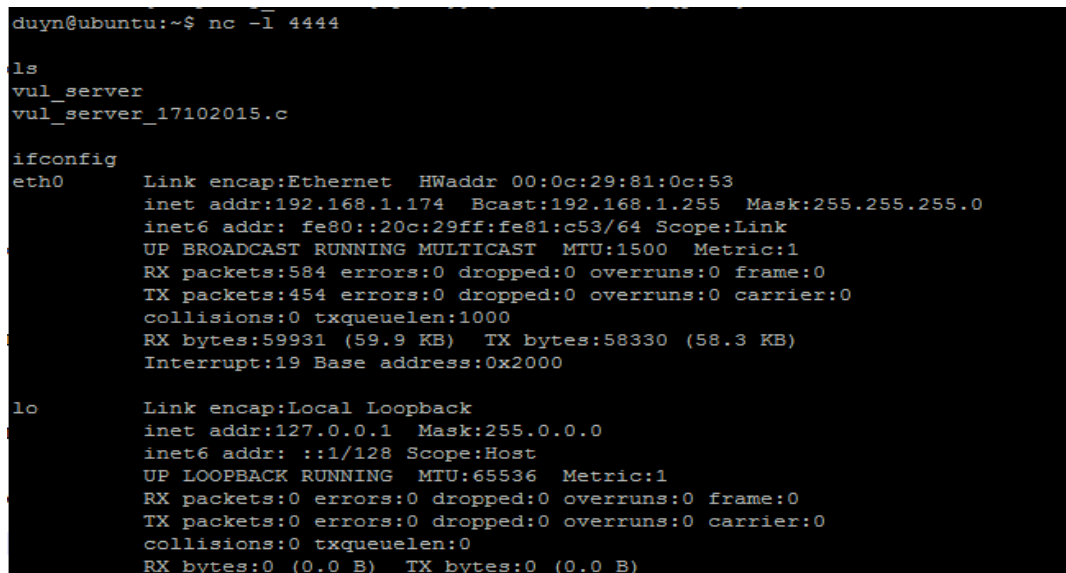 duyn@ubuntu:~$ nc -l 4444
ls
vul_server
vul_server_17102015.c
ifconfig
eth0      Link encap:Ethernet  HWaddr 00:0c:29:81:0c:53
          inet addr:192.168.1.174  Bcast:192.168.1.255  Mask:255.255.255.0
          inet6 addr: fe80::20c:29ff:fe81:c53/64 Scope:Link
          UP BROADCAST RUNNING MULTICAST  MTU:1500  Metric:1
          RX packets:584 errors:0 dropped:0 overruns:0 frame:0
          TX packets:454 errors:0 dropped:0 overruns:0 carrier:0
          collisions:0 txqueuelen:1000
          RX bytes:59931 (59.9 KB)  TX bytes:58330 (58.3 KB)
          Interrupt:19 Base address:0x2000
lo        Link encap:Local Loopback
          inet addr:127.0.0.1  Mask:255.0.0.0
          inet6 addr: ::1/128 Scope:Host
          UP LOOPBACK RUNNING  MTU:65536  Metric:1
          RX packets:0 errors:0 dropped:0 overruns:0 frame:0
          TX packets:0 errors:0 dropped:0 overruns:0 carrier:0
          collisions:0 txqueuelen:0
          RX bytes:0 (0.0 B)  TX bytes:0 (0.0 B)